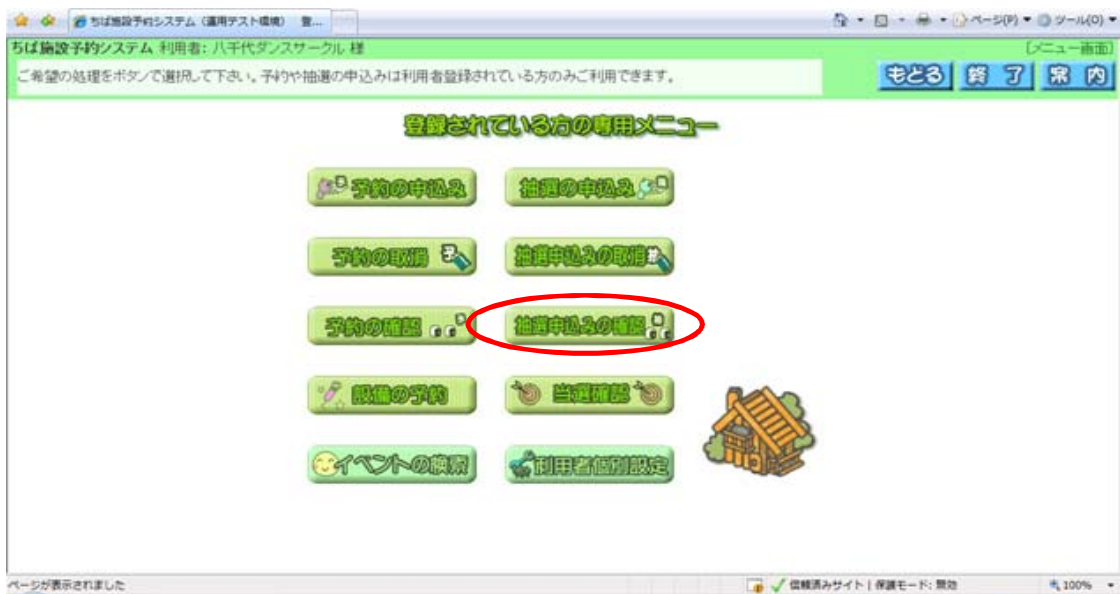 ちば施設予約システム（運用テスト環境） 登...
ページ(P) ツール(O)
ちば施設予約システム 利用者：八千代ダンスサークル 様 [メニュー画面]
ご希望の処理をボタンで選択して下さい。予約や抽選の申込みは利用者登録されている方のみご利用できます。 もどる 終了 案内
登録されている方の専用メニュー
予約の申込み 抽選の申込み
予約の取消 抽選申込みの取消
予約の確認 抽選申込みの確認
設備の予約 当選確認
イベントの検索 利用者個別設定
ページが表示されました 信頼済みサイト | 保護モード: 無効 100%